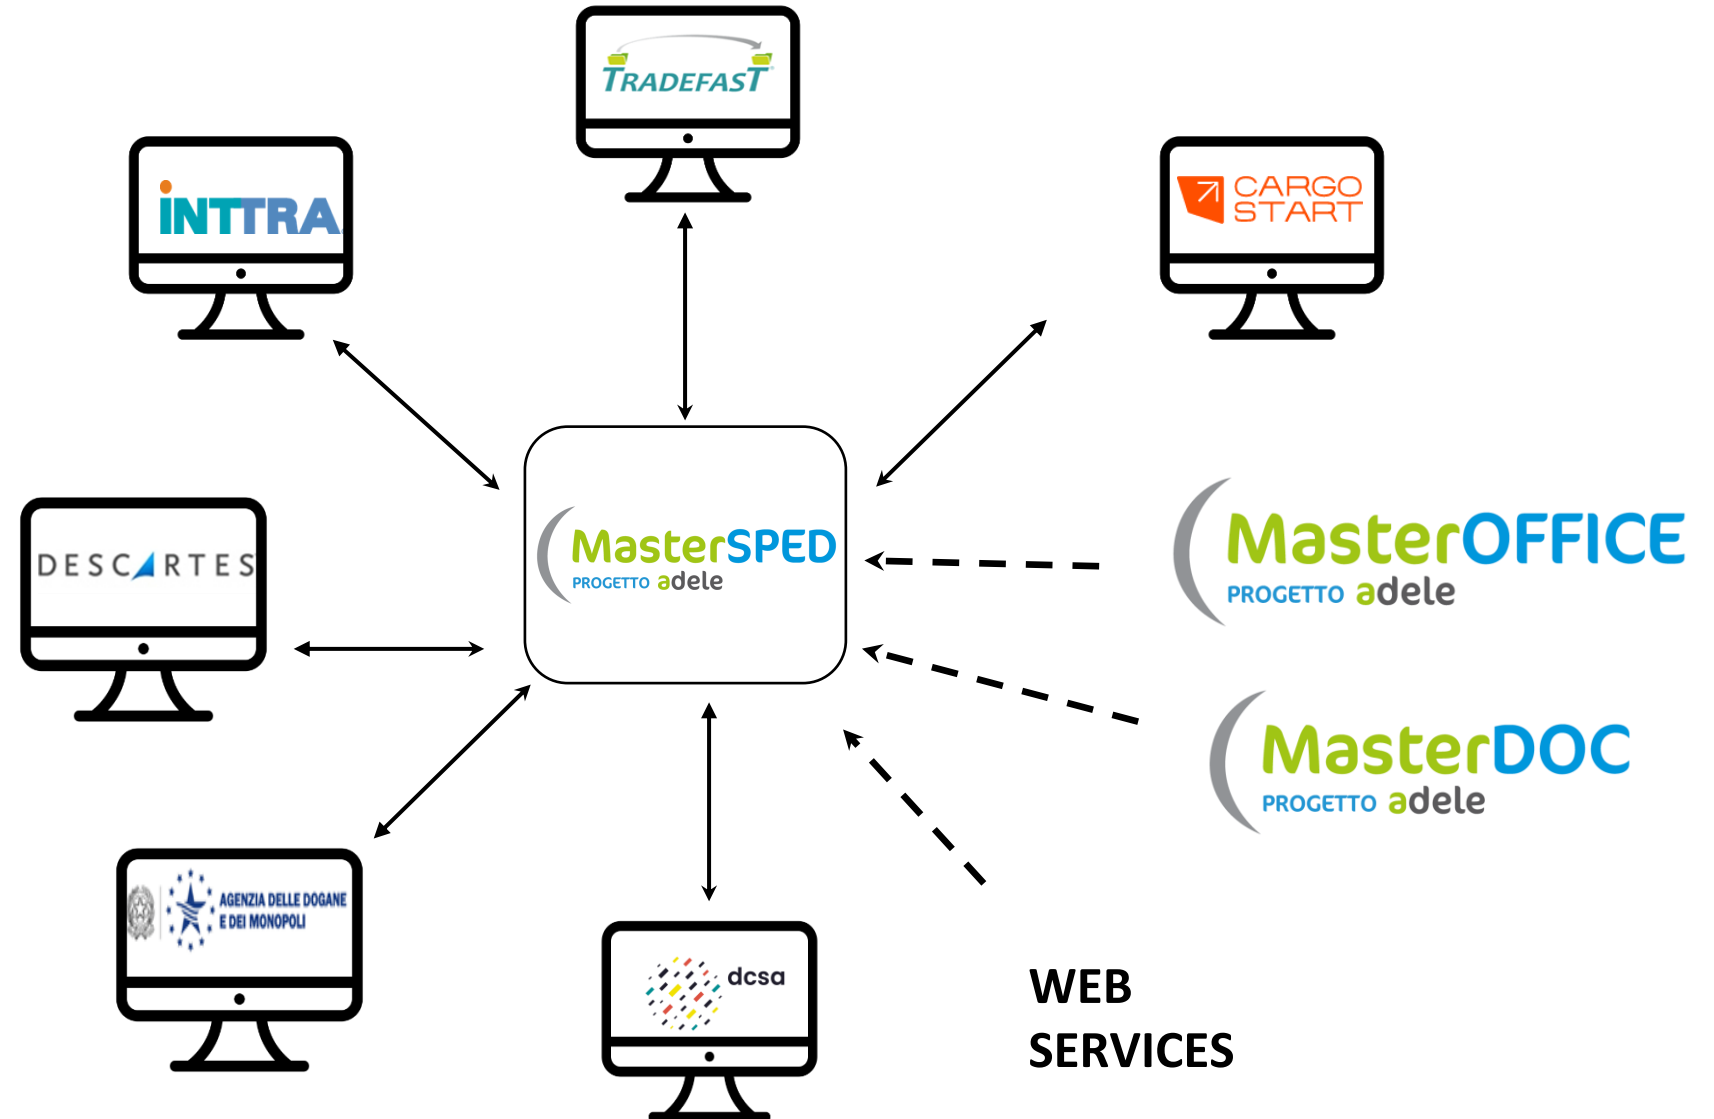 TRADEFAST
INTTRA
CARGO
START
DESCARTES
MasterSPED
PROGETTO adele
MasterOFFICE
PROGETTO adele
MasterDOC
PROGETTO adele
AGENZIA DELLE DOGANE
E DEI MONOPOLI
dcsa
WEB
SERVICES